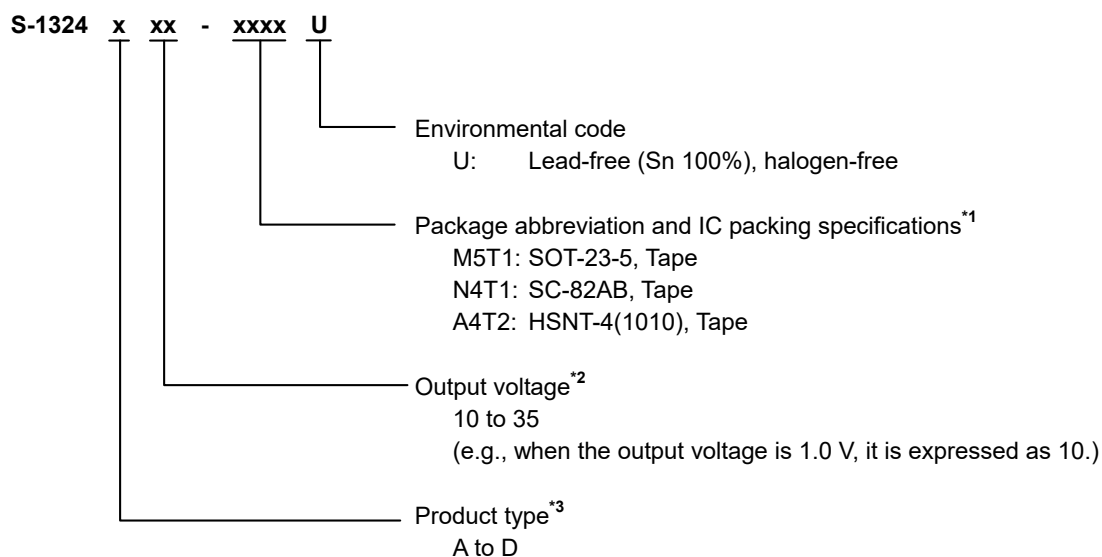 S-1324 x xx - xxxx U
Environmental code
U: Lead-free (Sn 100%), halogen-free
Package abbreviation and IC packing specifications*1
M5T1: SOT-23-5, Tape
N4T1: SC-82AB, Tape
A4T2: HSNT-4(1010), Tape
Output voltage*2
10 to 35
(e.g., when the output voltage is 1.0 V, it is expressed as 10.)
Product type*3
A to D